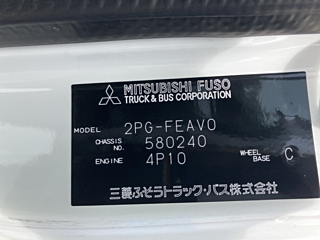 MITSUBISHI FUSO
TRUCK & BUS CORPORATION
MODEL 2PG-FEAV0
CHASSIS NO. 580240
ENGINE 4P10 WHEEL BASE C
三菱ふそうトラック・バス株式会社